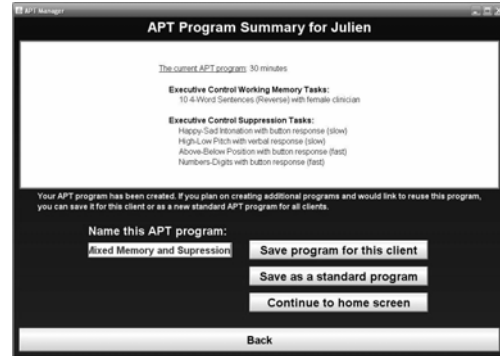 APT Manager
APT Program Summary for Julien
The current APT program: 30 minutes
Executive Control Working Memory Tasks:
10 4-Word Sentences (Reverse) with female clinician
Executive Control Suppression Tasks:
Happy-Sad Intonation with button response (slow)
High-Low Pitch with verbal response (slow)
Above-Below Position with button response (fast)
Numbers-Digits with button response (fast)
Your APT program has been created. If you plan on creating additional programs and would link to reuse this program,
you can save it for this client or as a new standard APT program for all clients.
Name this APT program:
Mixed Memory and Supression
Save program for this client
Save as a standard program
Continue to home screen
Back